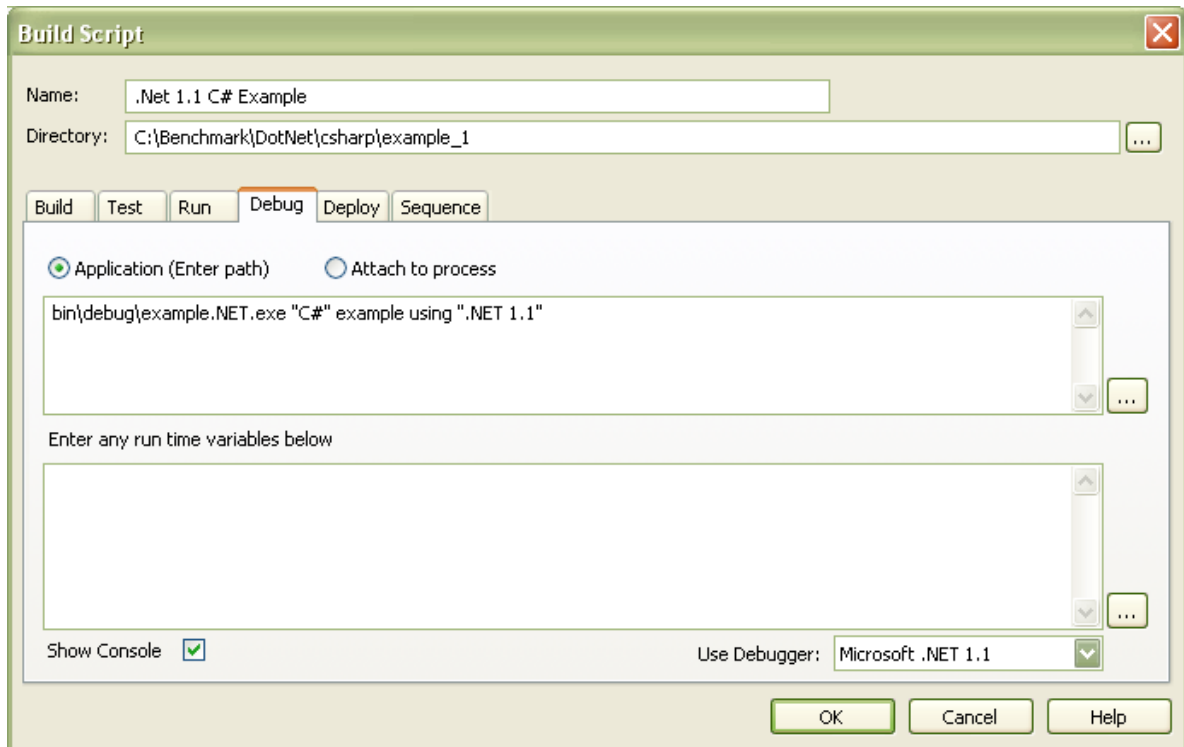 Build Script
Name: .Net 1.1 C# Example
Directory: C:\Benchmark\DotNet\csharp\example_1 ...
Build Test Run Debug Deploy Sequence
Application (Enter path) Attach to process
bin\debug\example.NET.exe "C#" example using ".NET 1.1"
...
Enter any run time variables below
...
Show Console Use Debugger: Microsoft .NET 1.1
OK Cancel Help